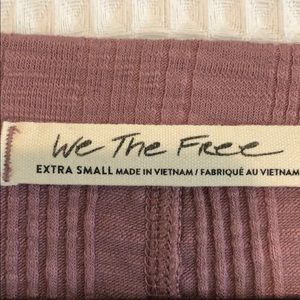 We The Free
EXTRA SMALL MADE IN VIETNAM / FABRIQUÉ AU VIETNAM